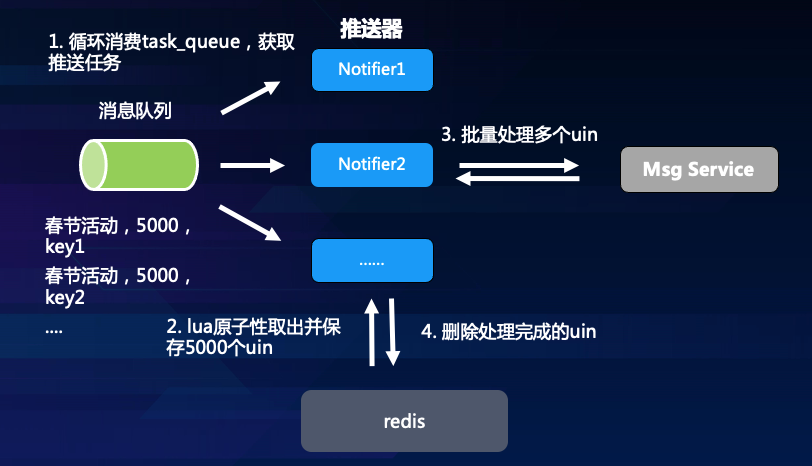 推送器
1. 循环消费task_queue，获取
推送任务
Notifier1
消息队列
3. 批量处理多个uin
Notifier2
Msg Service
春节活动，5000，
key1
春节活动，5000，
key2
....
......
2. lua原子性取出并保
存5000个uin
4. 删除处理完成的uin
redis